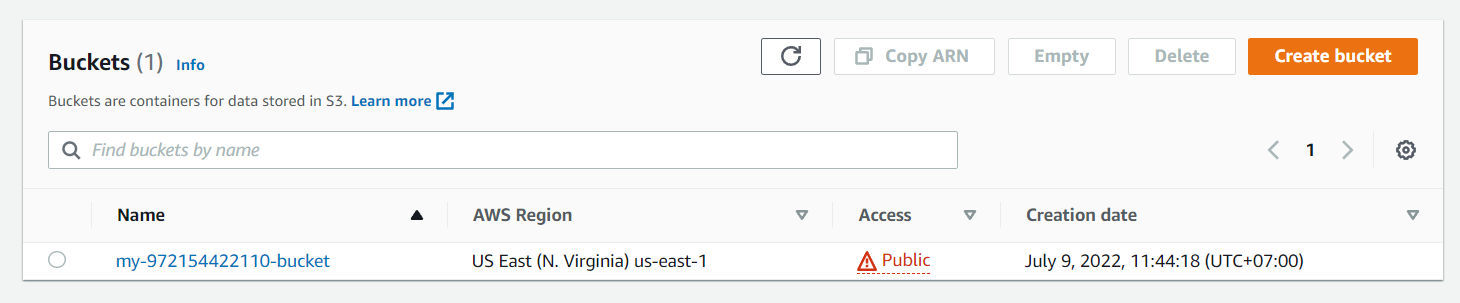 Buckets (1) Info
Copy ARN Empty Delete Create bucket
Buckets are containers for data stored in S3. Learn more
Find buckets by name
1
Name AWS Region Access Creation date
my-972154422110-bucket US East (N. Virginia) us-east-1 Public July 9, 2022, 11:44:18 (UTC+07:00)